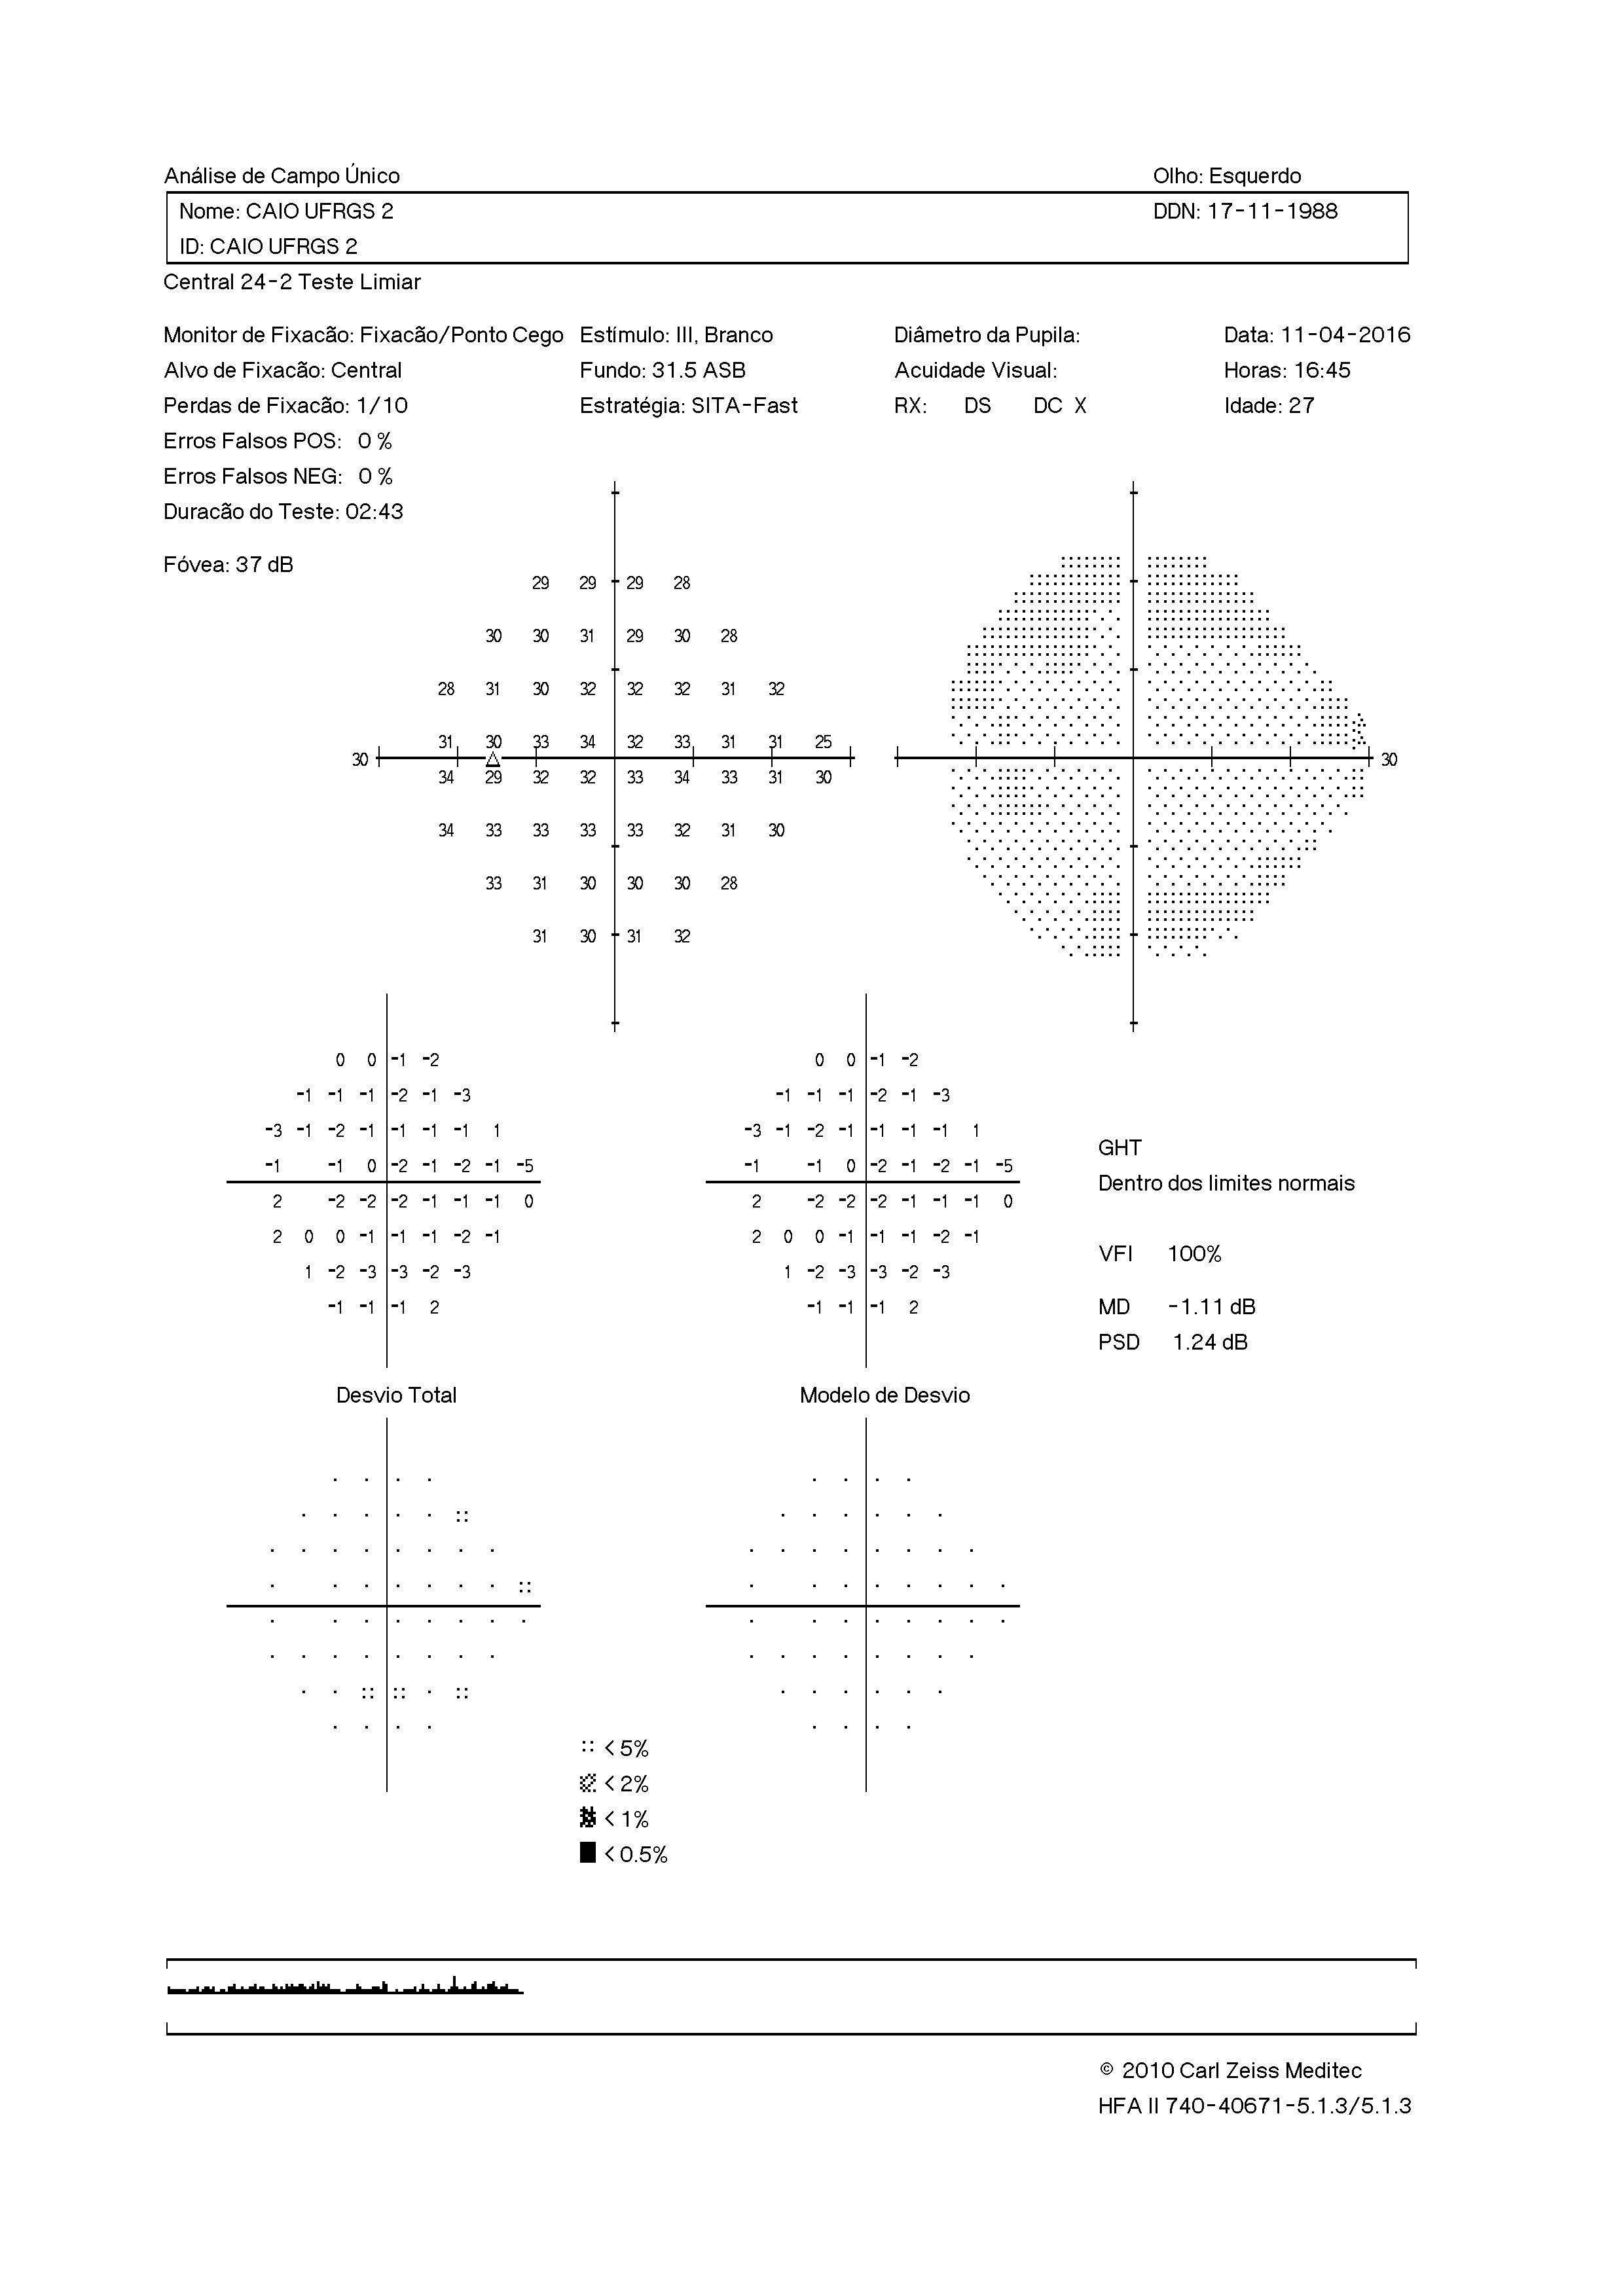 Análise de Campo Único Olho: Esquerdo
Nome: CAIO UFRGS 2 DDN: 17-11-1988
ID: CAIO UFRGS 2
Central 24-2 Teste Limiar
Monitor de Fixacão: Fixacão/Ponto Cego Estímulo: III, Branco Diâmetro da Pupila: Data: 11-04-2016
Alvo de Fixacão: Central Fundo: 31.5 ASB Acuidade Visual: Horas: 16:45
Perdas de Fixacão: 1/10 Estratégia: SITA-Fast RX: DS DC X Idade: 27
Erros Falsos POS: 0 %
Erros Falsos NEG: 0 %
Duracão do Teste: 02:43
Fóvea: 37 dB
29 29 29 28
30 30 31 29 30 28
28 31 30 32 32 32 31 32
31 30 33 34 32 33 31 31 25
30 30
34 29 32 32 33 34 33 31 30
34 33 33 33 33 32 31 30
33 31 30 30 30 28
31 30 31 32
0 0 -1 -2 0 0 -1 -2
-1 -1 -1 -2 -1 -3 -1 -1 -1 -2 -1 -3
-3 -1 -2 -1 -1 -1 -1 1 -3 -1 -2 -1 -1 -1 -1 1
GHT
-1 -1 0 -2 -1 -2 -1 -5 -1 -1 0 -2 -1 -2 -1 -5
Dentro dos limites normais
2 -2 -2 -2 -1 -1 -1 0 2 -2 -2 -2 -1 -1 -1 0
2 0 0 -1 -1 -1 -2 -1 2 0 0 -1 -1 -1 -2 -1
VFI 100%
1 -2 -3 -3 -2 -3 1 -2 -3 -3 -2 -3
-1 -1 -1 2 -1 -1 -1 2 MD -1.11 dB
PSD 1.24 dB
Desvio Total Modelo de Desvio
< 5%
< 2%
< 1%
< 0.5%
© 2010 Carl Zeiss Meditec
HFA II 740-40671-5.1.3/5.1.3